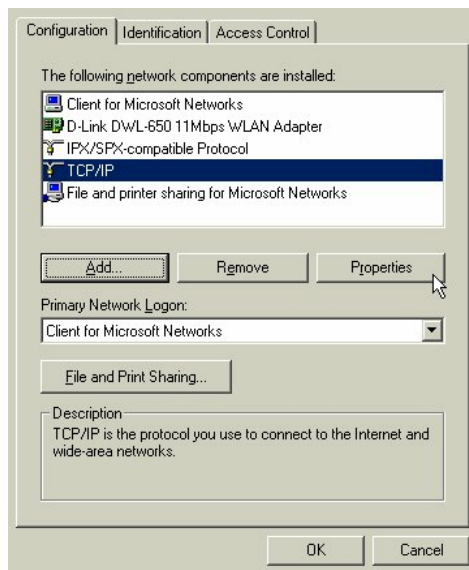 Configuration Identification Access Control
The following network components are installed:
Client for Microsoft Networks
D-Link DWL-650 11Mbps WLAN Adapter
IPX/SPX-compatible Protocol
TCP/IP
File and printer sharing for Microsoft Networks
Add... Remove Properties
Primary Network Logon:
Client for Microsoft Networks
File and Print Sharing...
Description
TCP/IP is the protocol you use to connect to the Internet and
wide-area networks.
OK Cancel